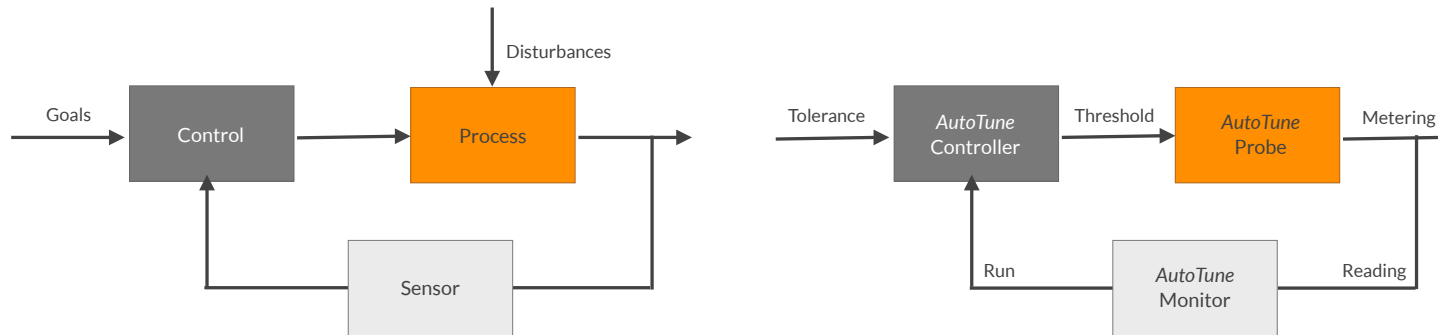 Disturbances
Goals
Control
Process
Sensor
Tolerance
AutoTune
Controller
Threshold
AutoTune
Probe
Metering
Run
AutoTune
Monitor
Reading